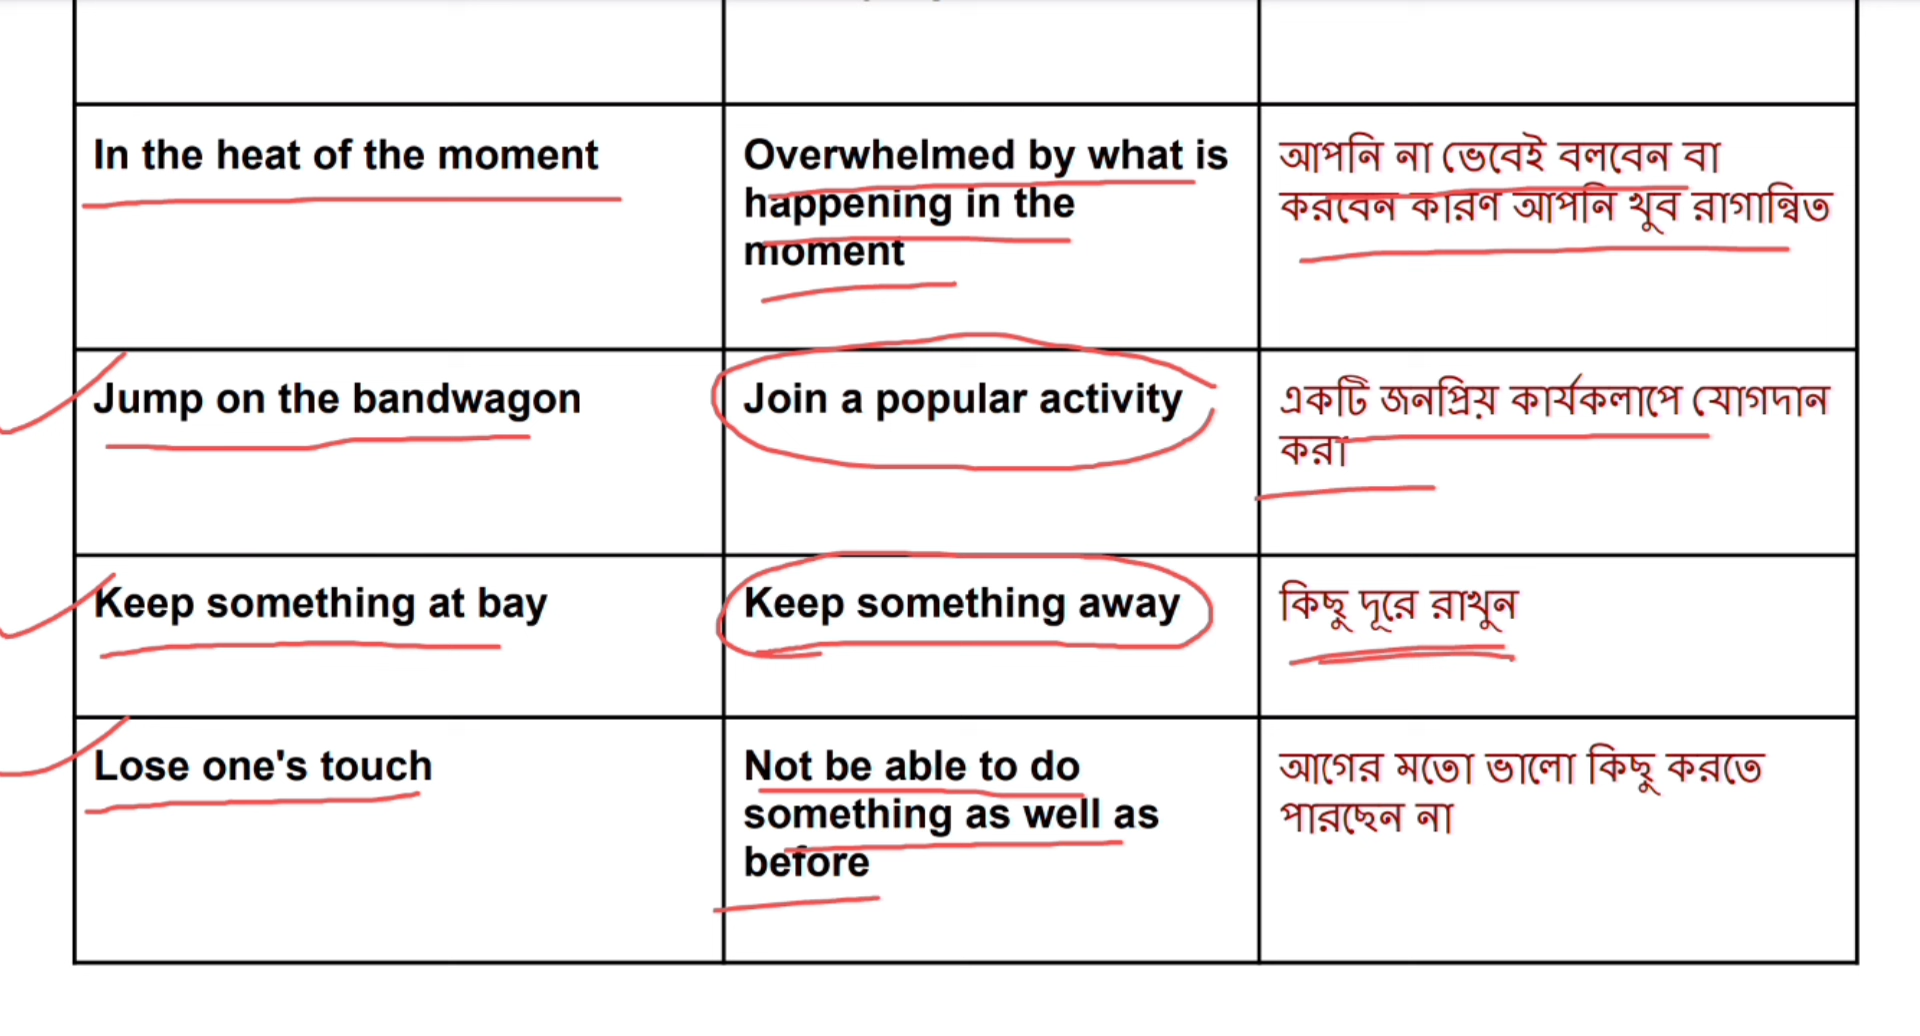 In the heat of the moment
Overwhelmed by what is
happening in the
moment
আপনি না ভেবেই বলবেন বা
করবেন কারণ আপনি খুব রাগান্বিত
Jump on the bandwagon
Join a popular activity
একটি জনপ্রিয় কার্যকলাপে যোগদান
করা
Keep something at bay
Keep something away
কিছু দূরে রাখুন
Lose one's touch
Not be able to do
something as well as
before
আগের মতো ভালো কিছু করতে
পারছেন না